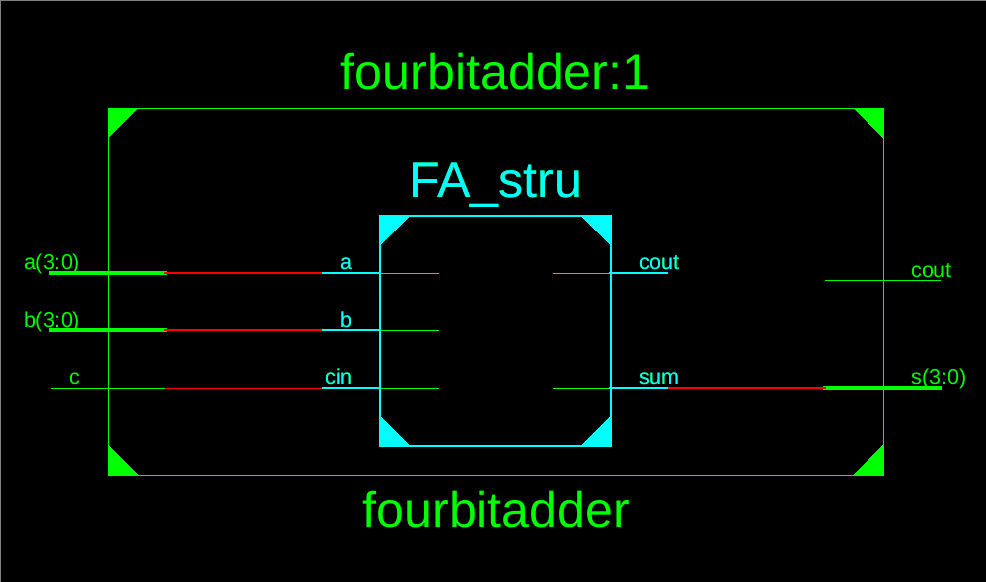 fourbitadder:1
FA_stru
a(3:0)
a
cout
cout
b(3:0)
b
c
cin
sum
s(3:0)
fourbitadder